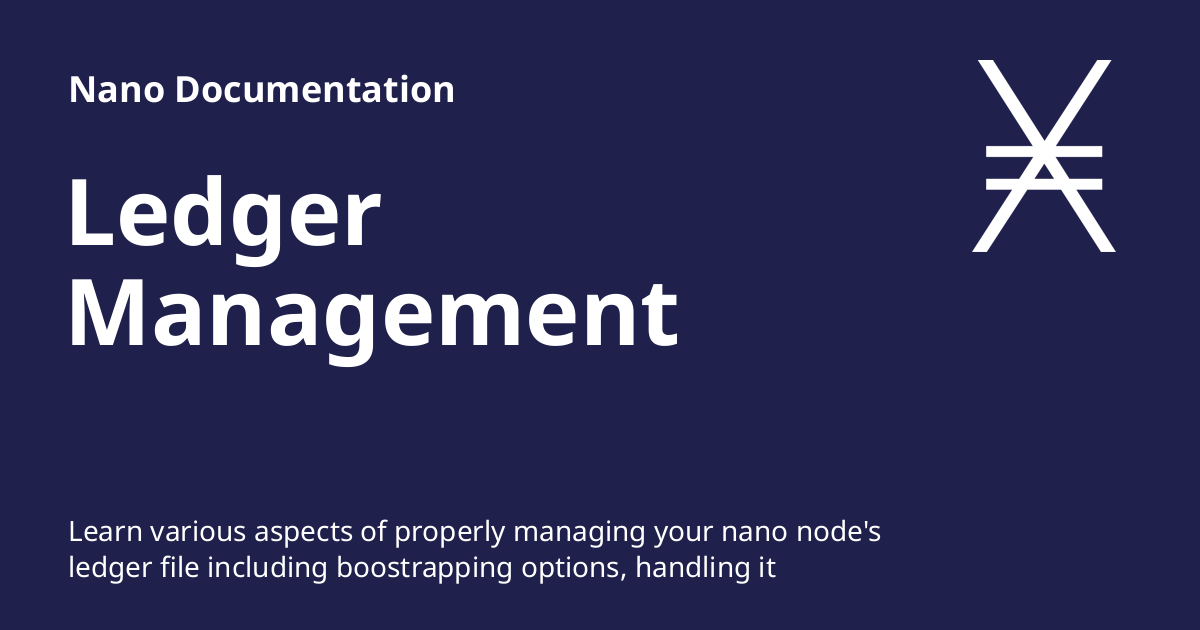 Nano Documentation
Ledger
Management
Learn various aspects of properly managing your nano node's
ledger file including boostrapping options, handling it